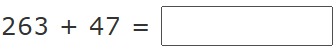 263 + 47 =